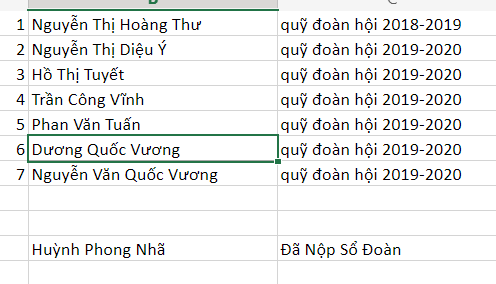 1 Nguyễn Thị Hoàng Thư quỹ đoàn hội 2018-2019
2 Nguyễn Thị Diệu Ý quỹ đoàn hội 2019-2020
3 Hồ Thị Tuyết quỹ đoàn hội 2019-2020
4 Trần Công Vĩnh quỹ đoàn hội 2019-2020
5 Phan Văn Tuấn quỹ đoàn hội 2019-2020
6 Dương Quốc Vương quỹ đoàn hội 2019-2020
7 Nguyễn Văn Quốc Vương quỹ đoàn hội 2019-2020
Huỳnh Phong Nhã Đã Nộp Sổ Đoàn